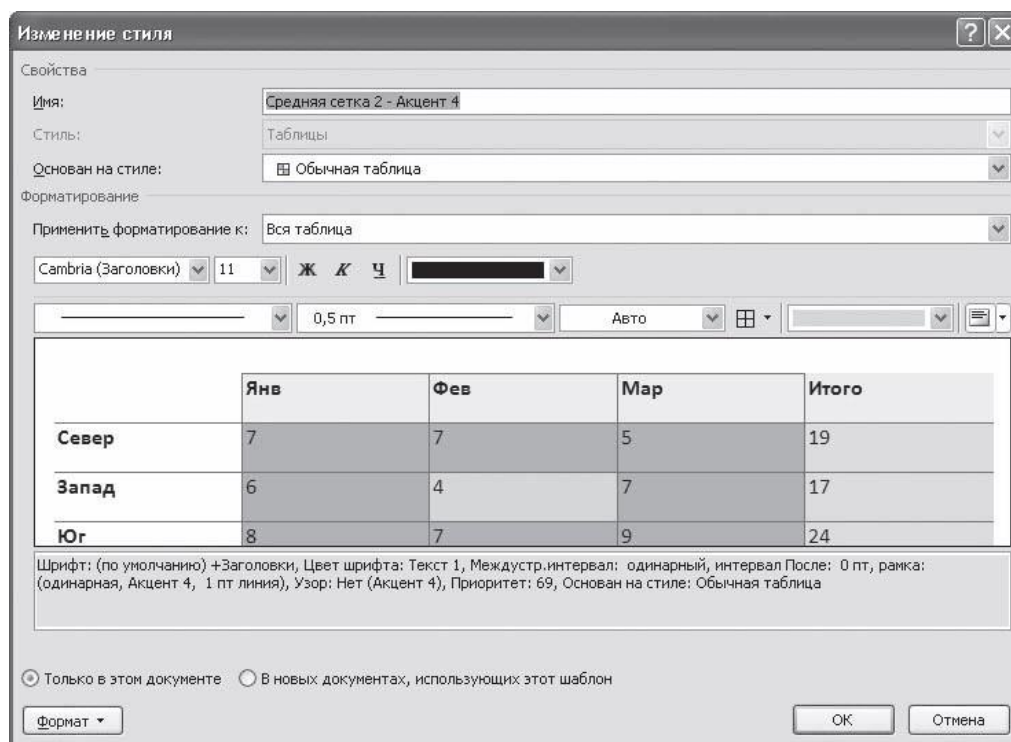 Изменение стиля
Свойства
Имя: Средняя сетка 2 - Акцент 4
Стиль: Таблицы
Основан на стиле: Обычная таблица
Форматирование
Применить форматирование к: Вся таблица
Cambria (Заголовки) 11 Ж К Ч
0,5 пт Авто
Янв Фев Мар Итого
Север 7 7 5 19
Запад 6 4 7 17
Юг 8 7 9 24
Шрифт: (по умолчанию) +Заголовки, Цвет шрифта: Текст 1, Междустр.интервал: одинарный, интервал После: 0 пт, рамка:
(одинарная, Акцент 4, 1 пт линия), Узор: Нет (Акцент 4), Приоритет: 69, Основан на стиле: Обычная таблица
Только в этом документе В новых документах, использующих этот шаблон
Формат ОК Отмена